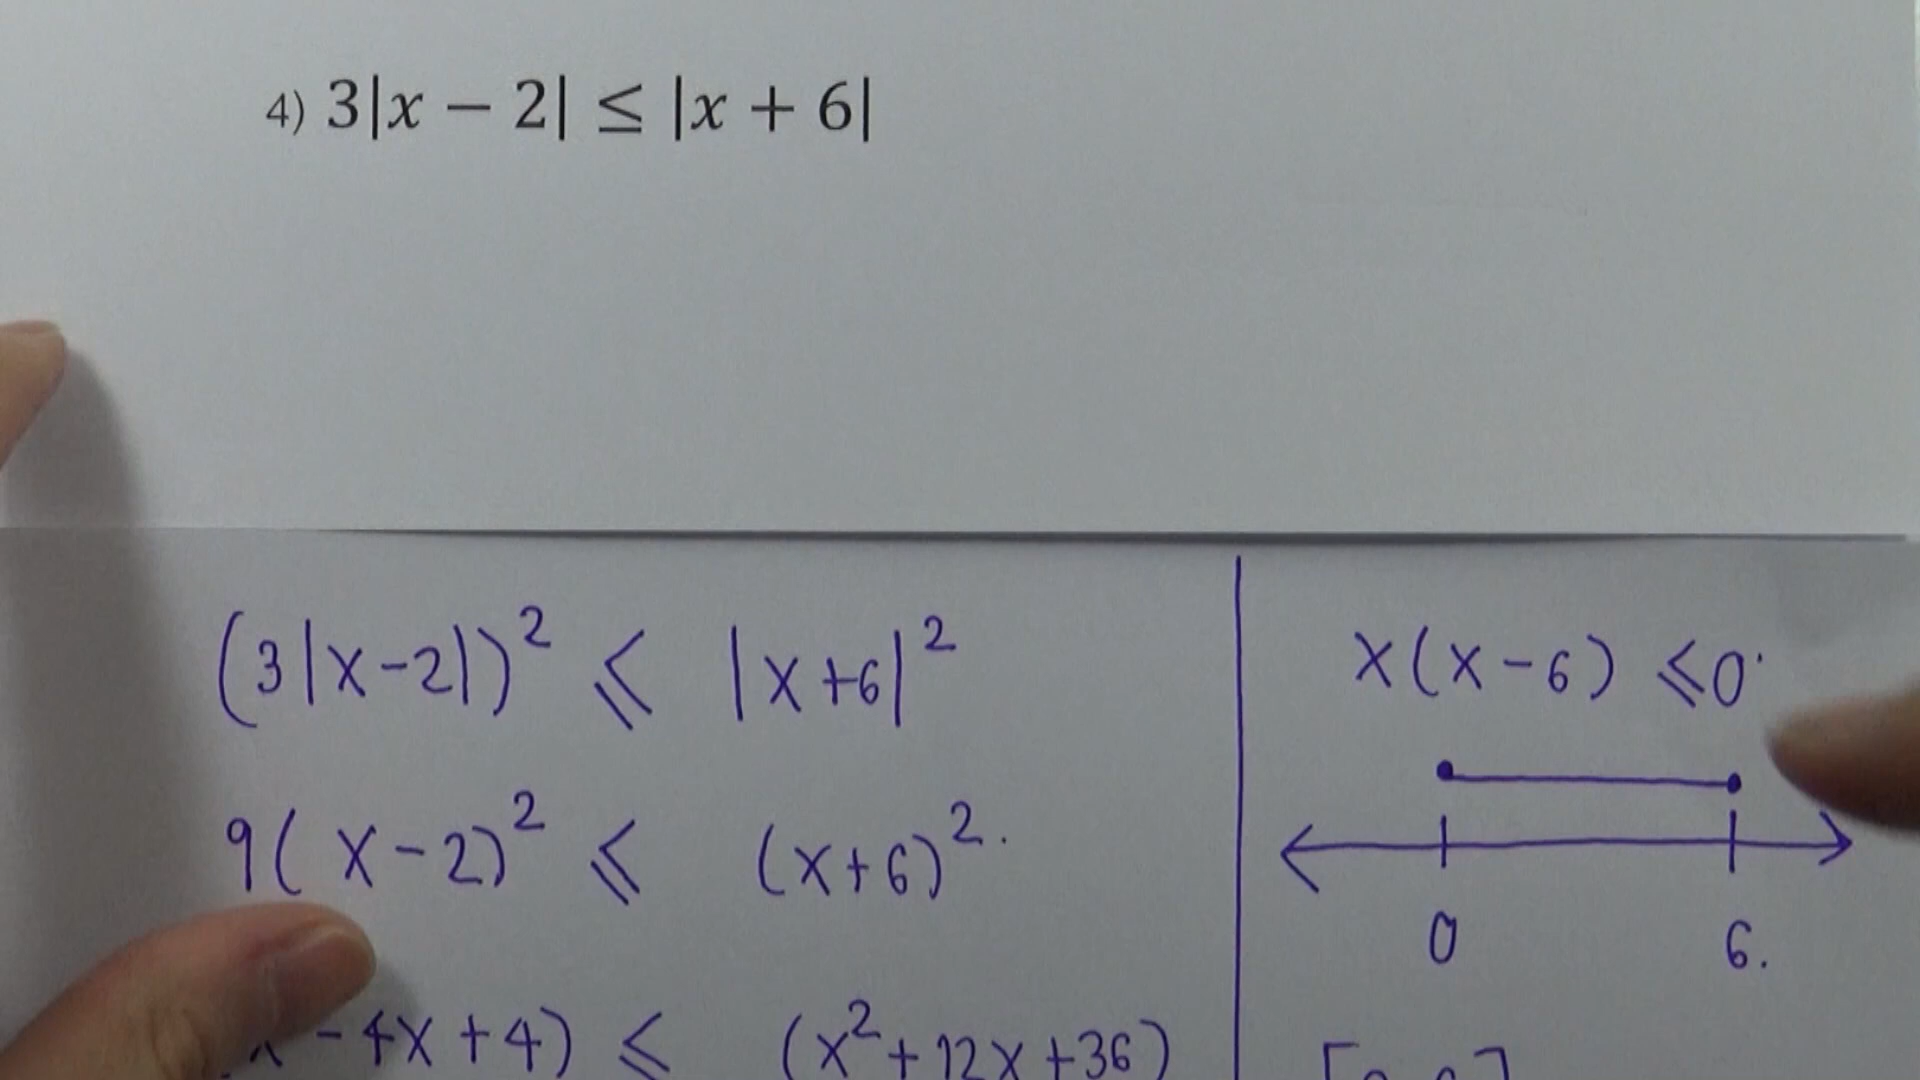 4) 3|x − 2| ≤ |x + 6|
(3|x-2|)² ⩽ |x+6|²
9(x-2)² ⩽ (x+6)².
-4x+4) ⩽ (x²+12x+36)
x(x-6) ⩽0
0 6.